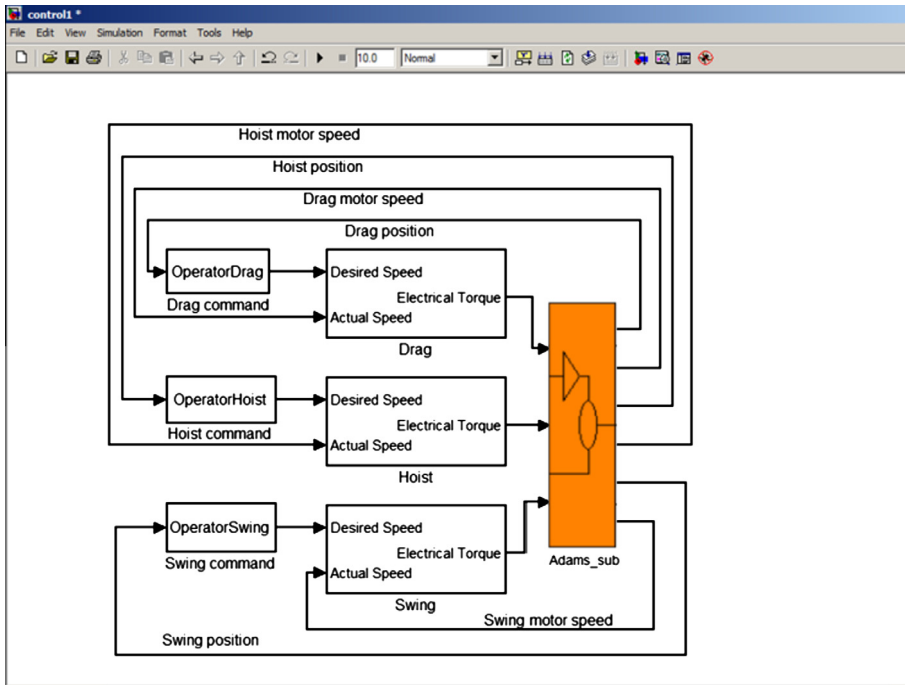 control1 *
File Edit View Simulation Format Tools Help
10.0 Normal
Hoist motor speed
Hoist position
Drag motor speed
Drag position
OperatorDrag
Drag command
Desired Speed
Electrical Torque
Actual Speed
Drag
OperatorHoist
Hoist command
Desired Speed
Electrical Torque
Actual Speed
Hoist
OperatorSwing
Swing command
Desired Speed
Electrical Torque
Actual Speed
Swing
Adams_sub
Swing motor speed
Swing position